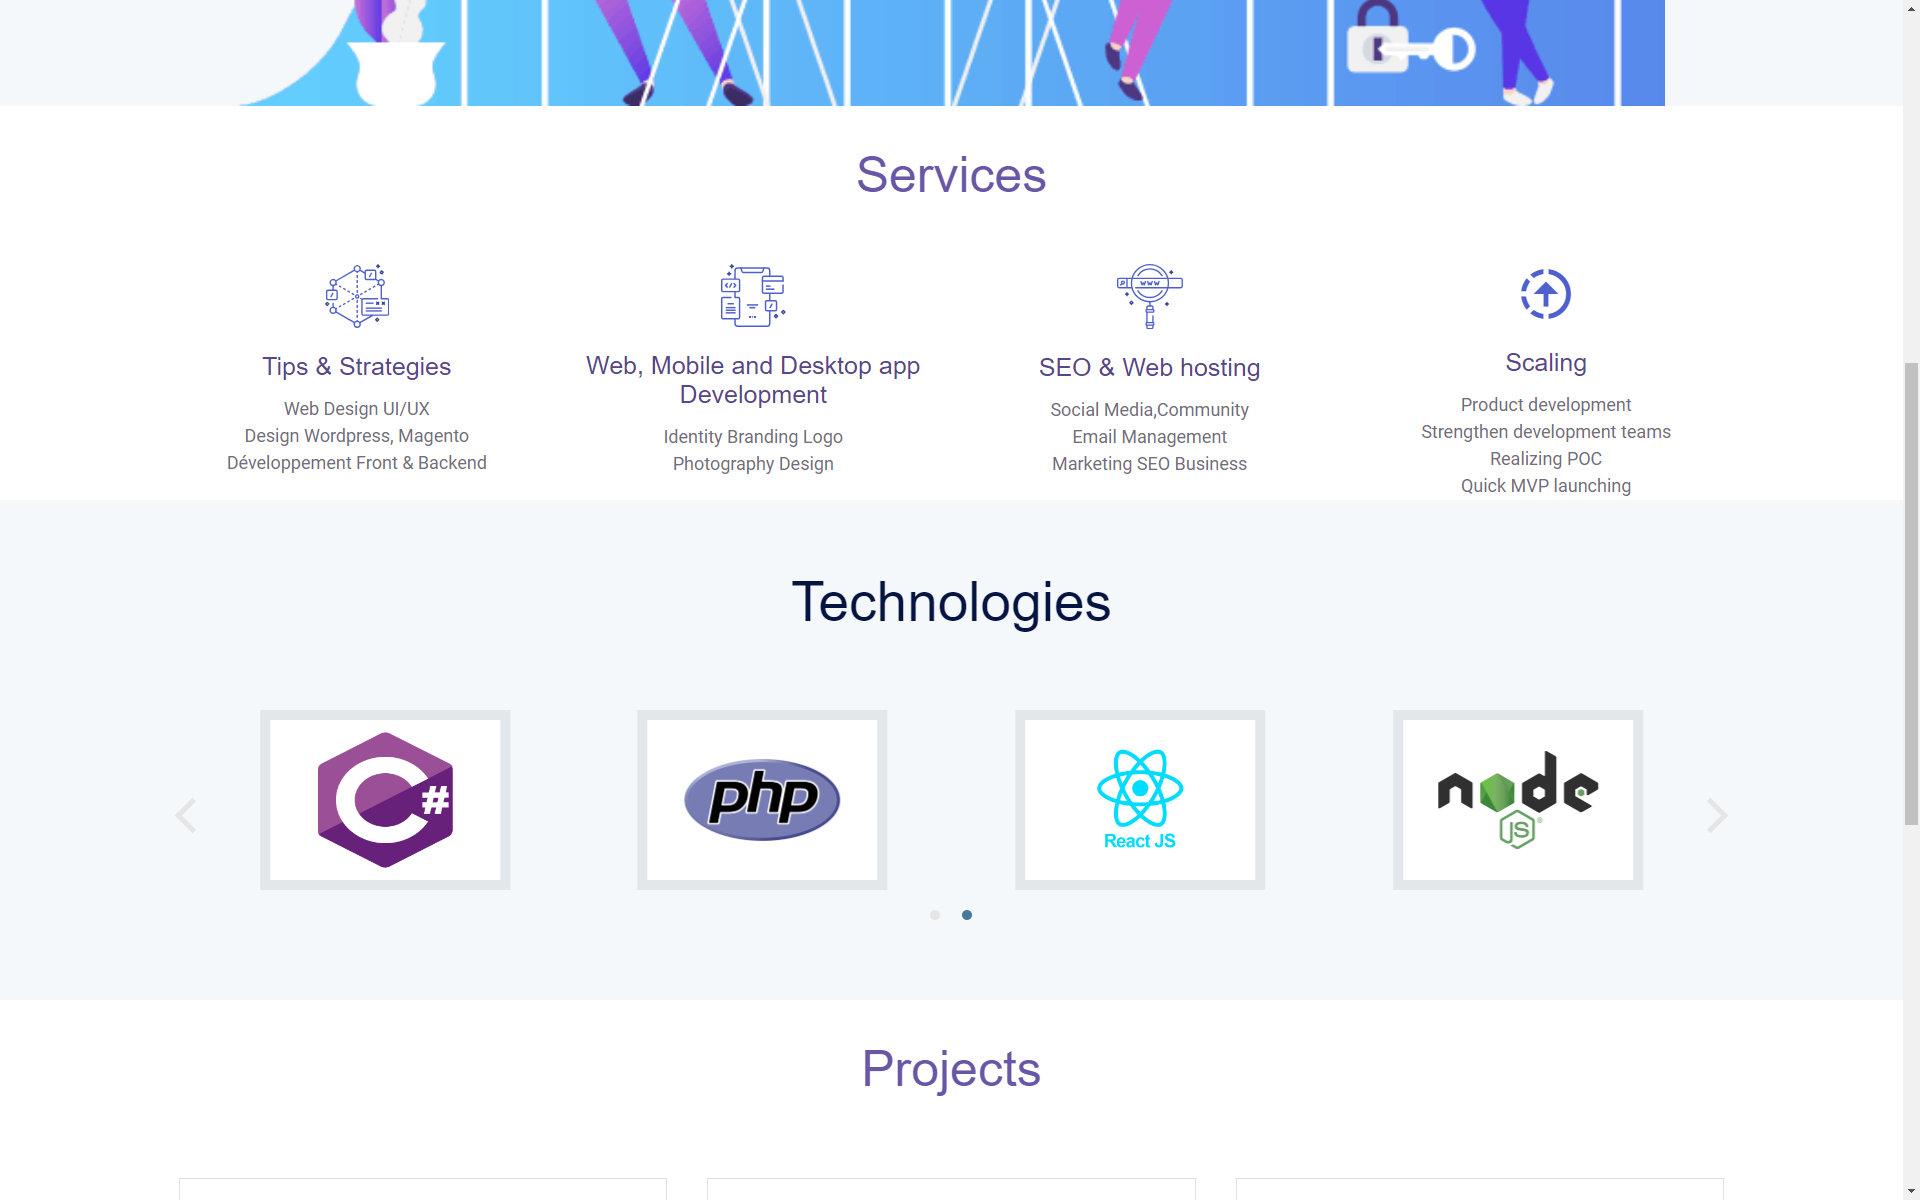 Services
Tips & Strategies
Web Design UI/UX
Design Wordpress, Magento
Développement Front & Backend
Web, Mobile and Desktop app
Development
Identity Branding Logo
Photography Design
WWW
SEO & Web hosting
Social Media,Community
Email Management
Marketing SEO Business
Scaling
Product development
Strengthen development teams
Realizing POC
Quick MVP launching
Technologies
C#
php
React JS
node
JS®
Projects